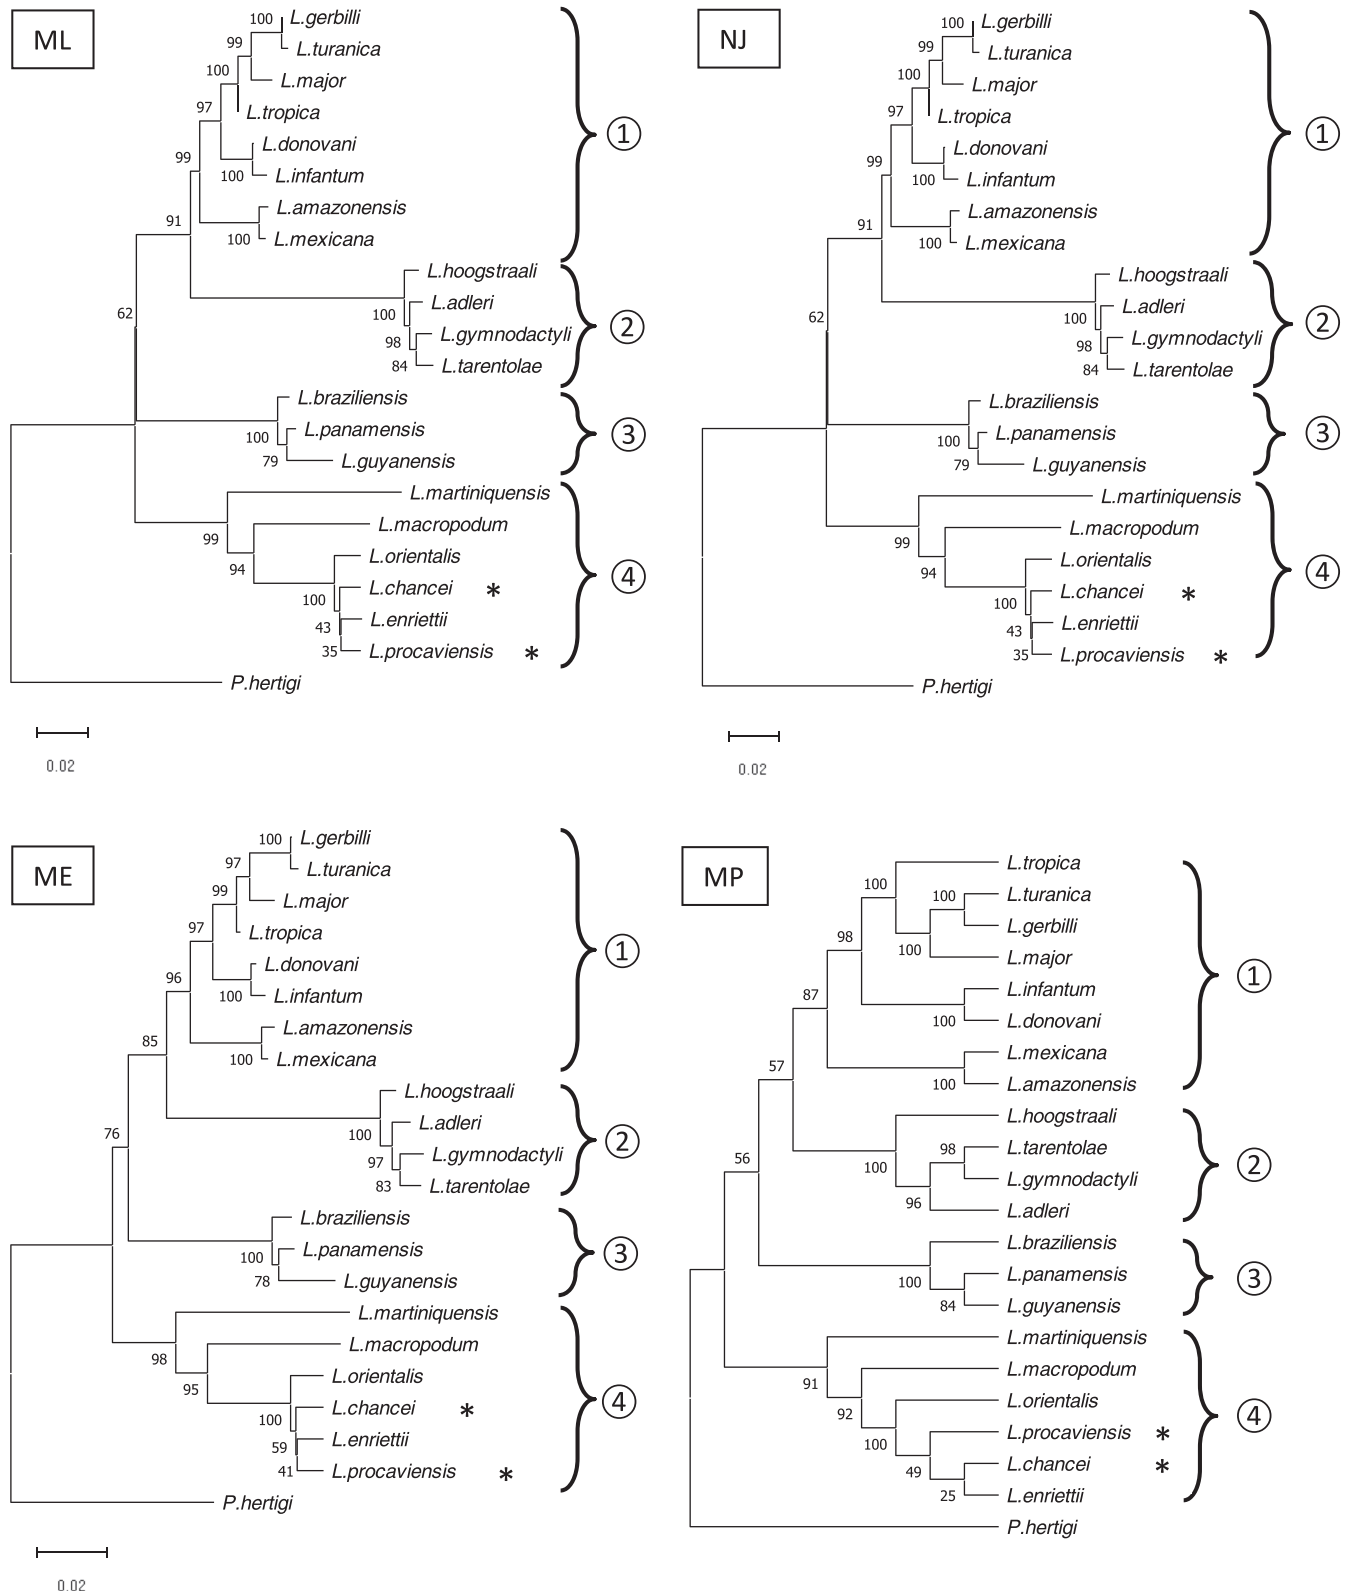 ML
100
L.gerbilli
99
L.turanica
100
L.major
97
L.tropica
99
L.donovani
100
L.infantum
91
L.amazonensis
100
L.mexicana
1
62
L.hoogstraali
100
L.adleri
98
L.gymnodactyli
84
L.tarentolae
2
L.braziliensis
100
L.panamensis
79
L.guyanensis
3
L.martiniquensis
99
L.macropodum
94
L.orientalis
100
L.chancei *
43
L.enriettii
35
L.procaviensis *
4
P.hertigi
0.02
NJ
100
L.gerbilli
99
L.turanica
100
L.major
97
L.tropica
99
L.donovani
100
L.infantum
91
L.amazonensis
100
L.mexicana
1
62
L.hoogstraali
100
L.adleri
98
L.gymnodactyli
84
L.tarentolae
2
L.braziliensis
100
L.panamensis
79
L.guyanensis
3
L.martiniquensis
99
L.macropodum
94
L.orientalis
100
L.chancei *
43
L.enriettii
35
L.procaviensis *
4
P.hertigi
0.02
ME
100
L.gerbilli
97
L.turanica
99
L.major
97
L.tropica
96
L.donovani
100
L.infantum
85
L.amazonensis
100
L.mexicana
1
76
L.hoogstraali
100
L.adleri
97
L.gymnodactyli
83
L.tarentolae
2
L.braziliensis
100
L.panamensis
78
L.guyanensis
3
L.martiniquensis
98
L.macropodum
95
L.orientalis
100
L.chancei *
59
L.enriettii
41
L.procaviensis *
4
P.hertigi
0.02
MP
L.tropica
100
100
L.turanica
L.gerbilli
98
100
L.major
87
L.infantum
100
L.donovani
57
L.mexicana
100
L.amazonensis
1
56
L.hoogstraali
98
L.tarentolae
100
L.gymnodactyli
96
L.adleri
2
L.braziliensis
100
L.panamensis
84
L.guyanensis
3
L.martiniquensis
91
L.macropodum
92
L.orientalis
100
L.procaviensis *
49
L.chancei *
25
L.enriettii
4
P.hertigi